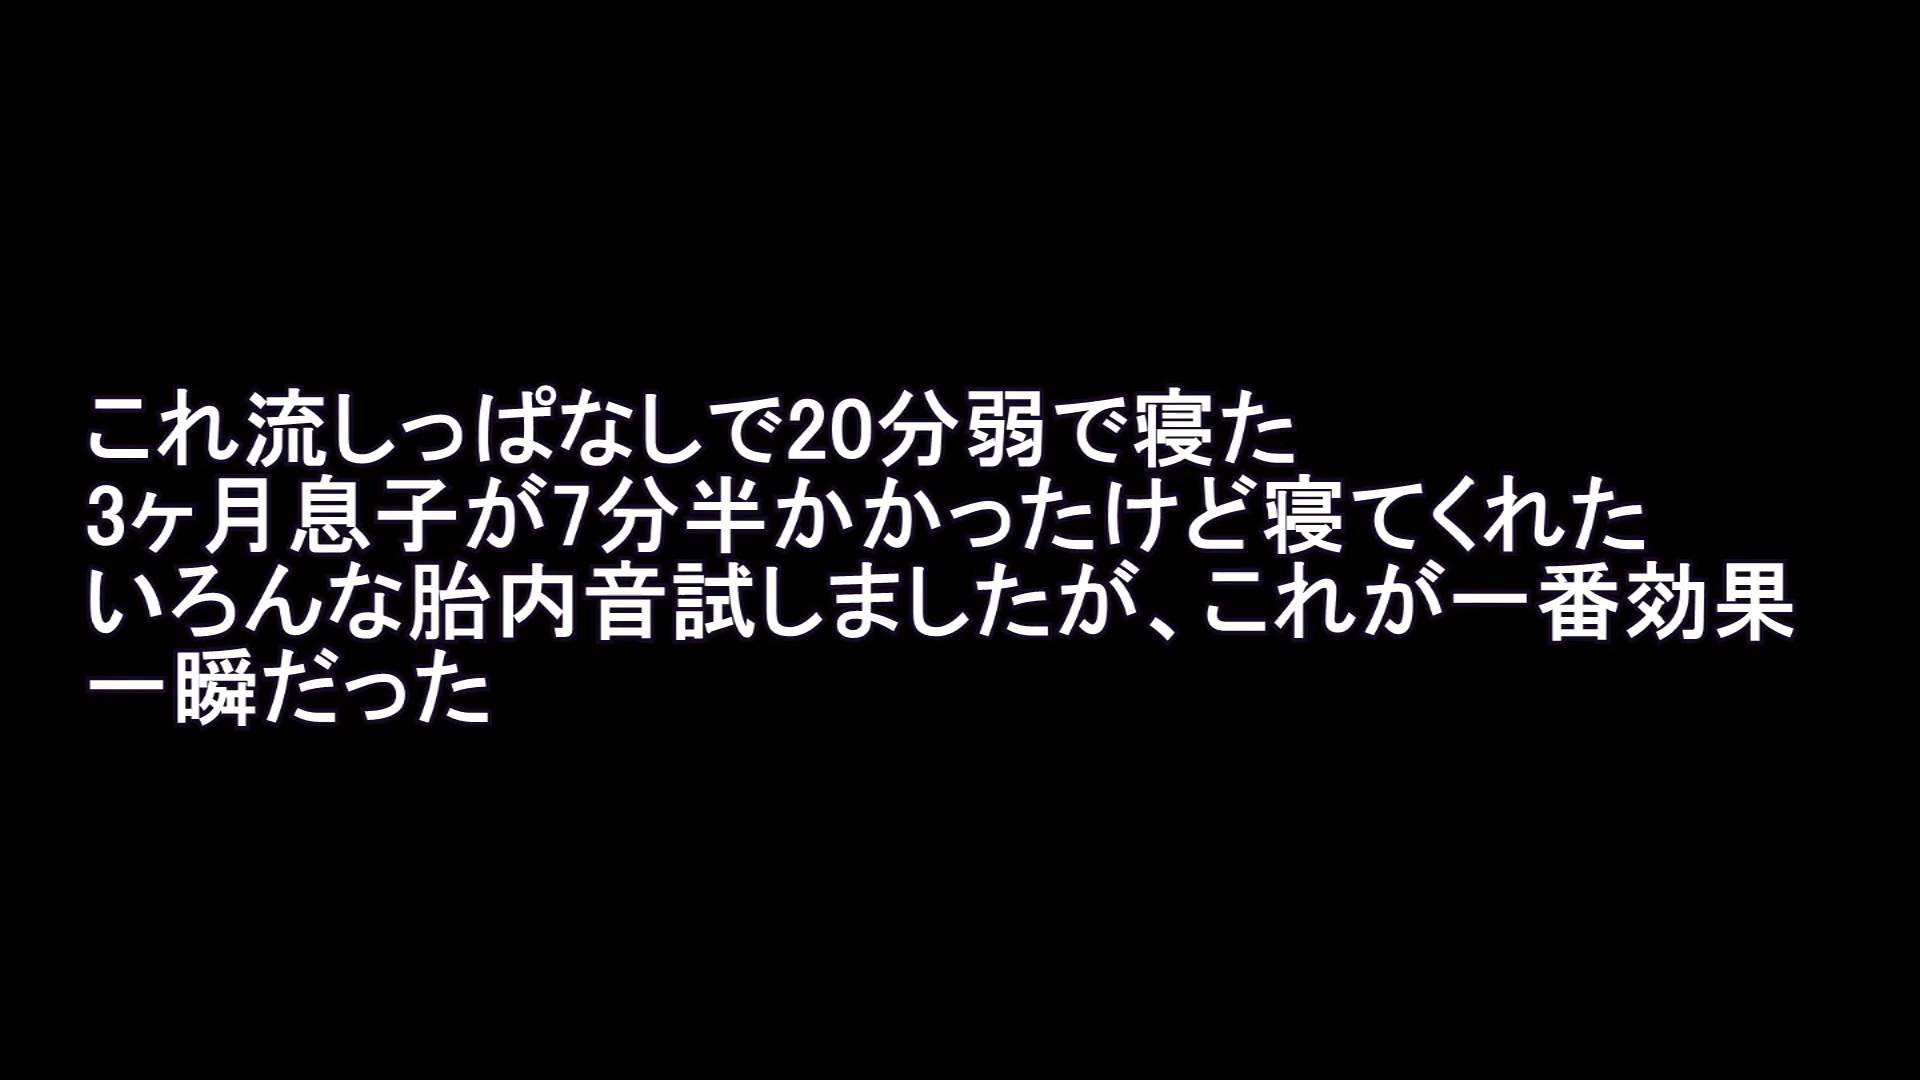 これ流しっぱなしで20分弱で寝た
3ヶ月息子が7分半かかったけど寝てくれた
いろんな胎内音試しましたが、これが一番効果
一瞬だった